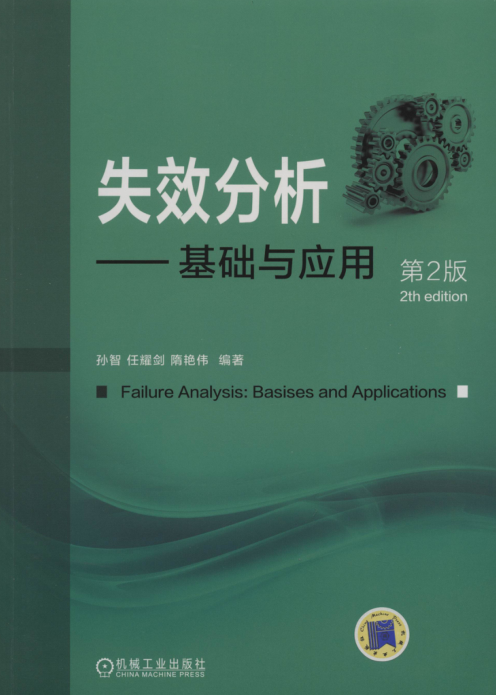 失效分析
——基础与应用
第2版
2th edition
孙智 任耀剑 隋艳伟 编著
Failure Analysis: Basises and Applications
机械工业出版社
CHINA MACHINE PRESS